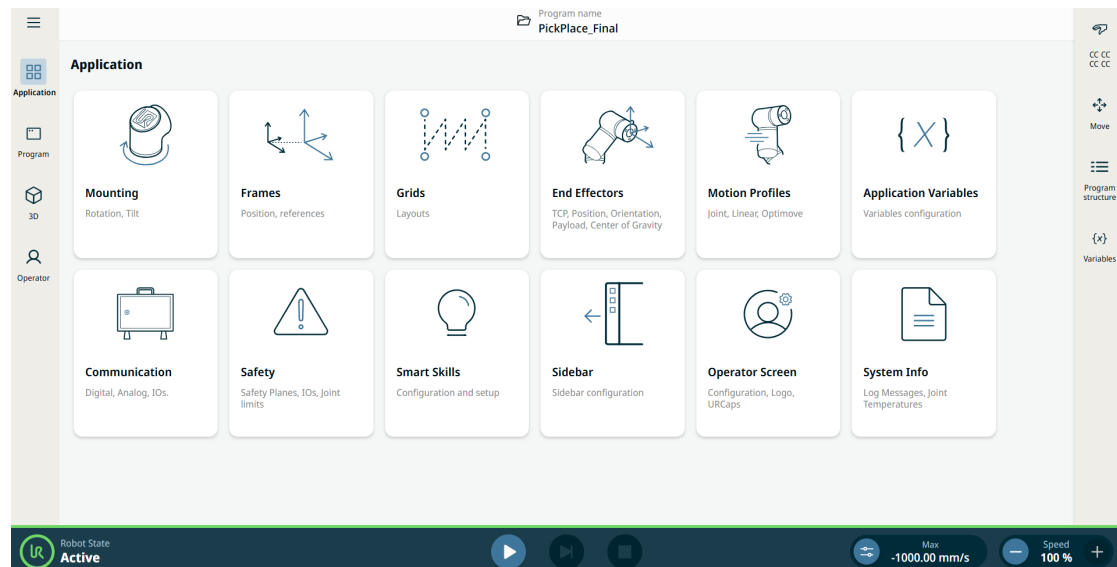 Program name
PickPlace_Final
Application
Application
Program
3D
Operator
Mounting
Rotation, Tilt
Frames
Position, references
Grids
Layouts
End Effectors
TCP, Position, Orientation,
Payload, Center of Gravity
Motion Profiles
Joint, Linear, Optimove
{X}
Application Variables
Variables configuration
Communication
Digital, Analog, IOs.
Safety
Safety Planes, IOs, Joint
limits
Smart Skills
Configuration and setup
Sidebar
Sidebar configuration
Operator Screen
Configuration, Logo,
URCaps
System Info
Log Messages, Joint
Temperatures
CC CC
CC CC
Move
Program
structure
{x}
Variables
UR
Robot State
Active
Max
-1000.00 mm/s
Speed
100 %